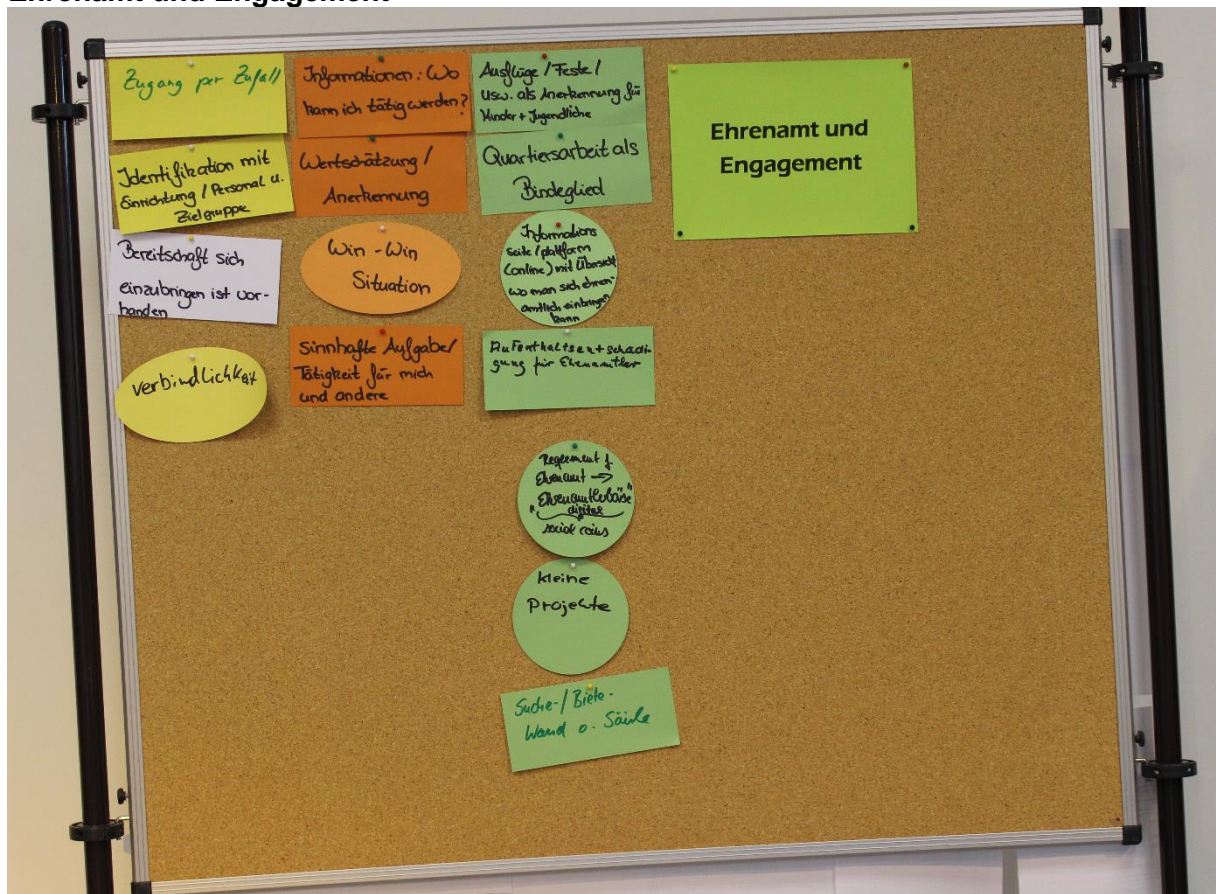 Ehrenamt und Engagement
Zugang per Zufall
Identifikation mit
Einrichtung / Personal u.
Zielgruppe
Bereitschaft sich
einzubringen ist vor-
handen
Verbindlichkeit
Informationen: Wo
kann ich tätig werden?
Wertschätzung /
Anerkennung
Win-Win
Situation
Sinnhafte Aufgabe/
Tätigkeit für mich
und andere
Ausflüge / Feste /
usw. als Anerkennung für
Kinder + Jugendliche
Quartiersarbeit als
Bindeglied
Informations
seite / plattform
(online) mit Übersicht
wo man sich ehren-
amtlich einbringen
kann
Aufenthaltsentschädi-
gung für Ehrenamtler
Reglement f.
Ehrenamt →
"Ehrenamtlerbörse"
digital
social coins
kleine
Projekte
Suche-/Biete-
Wand o. Säule
Ehrenamt und
Engagement